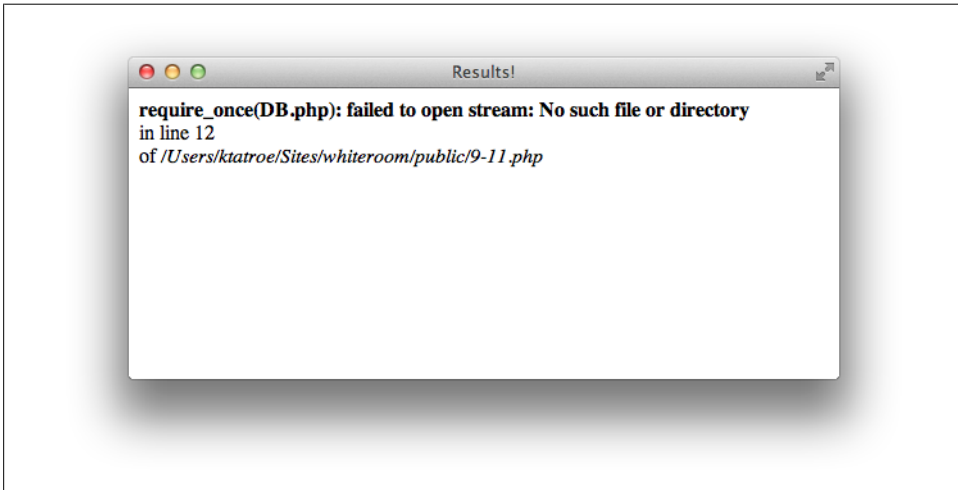 Results!
require_once(DB.php): failed to open stream: No such file or directory
in line 12
of /Users/ktatroe/Sites/whiteroom/public/9-11.php